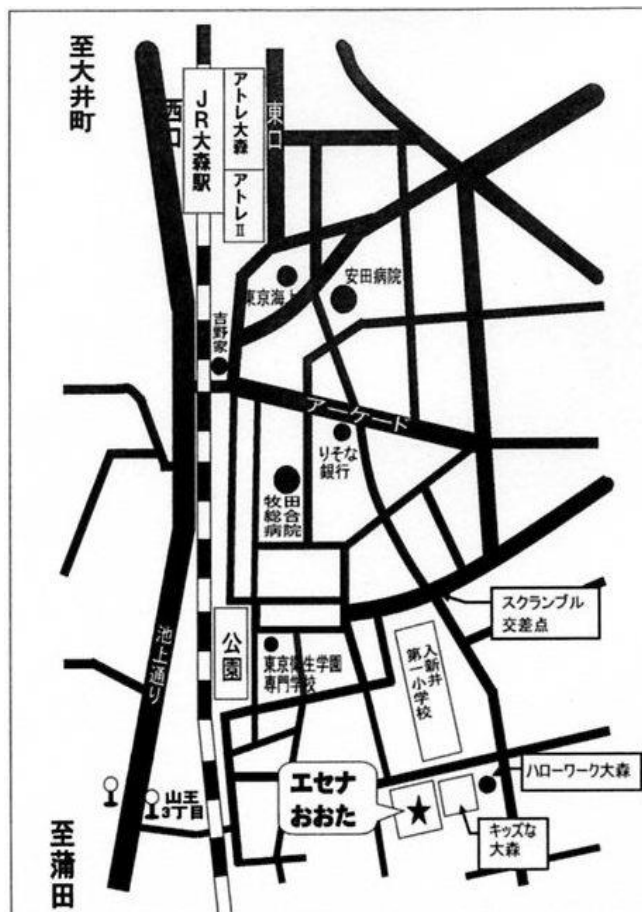 至大井町
西口
JR大森駅
アトレ大森
アトレⅡ
東口
東京海上
安田病院
吉野家
アーケード
りそな
銀行
牧田
総合
病院
スクランブル
交差点
公園
東京衛生学園
専門学校
入新井
第一小学校
池上通り
ハローワーク大森
エセナ
おおた
山王
3丁目
キッズな
大森
至蒲田